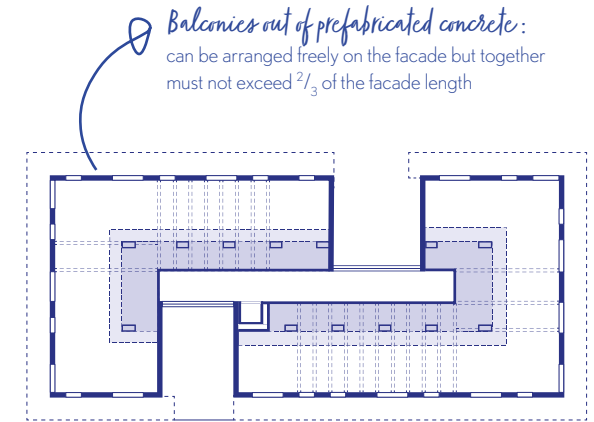 Balconies out of prefabricated concrete:
can be arranged freely on the facade but together
must not exceed 2/3 of the facade length